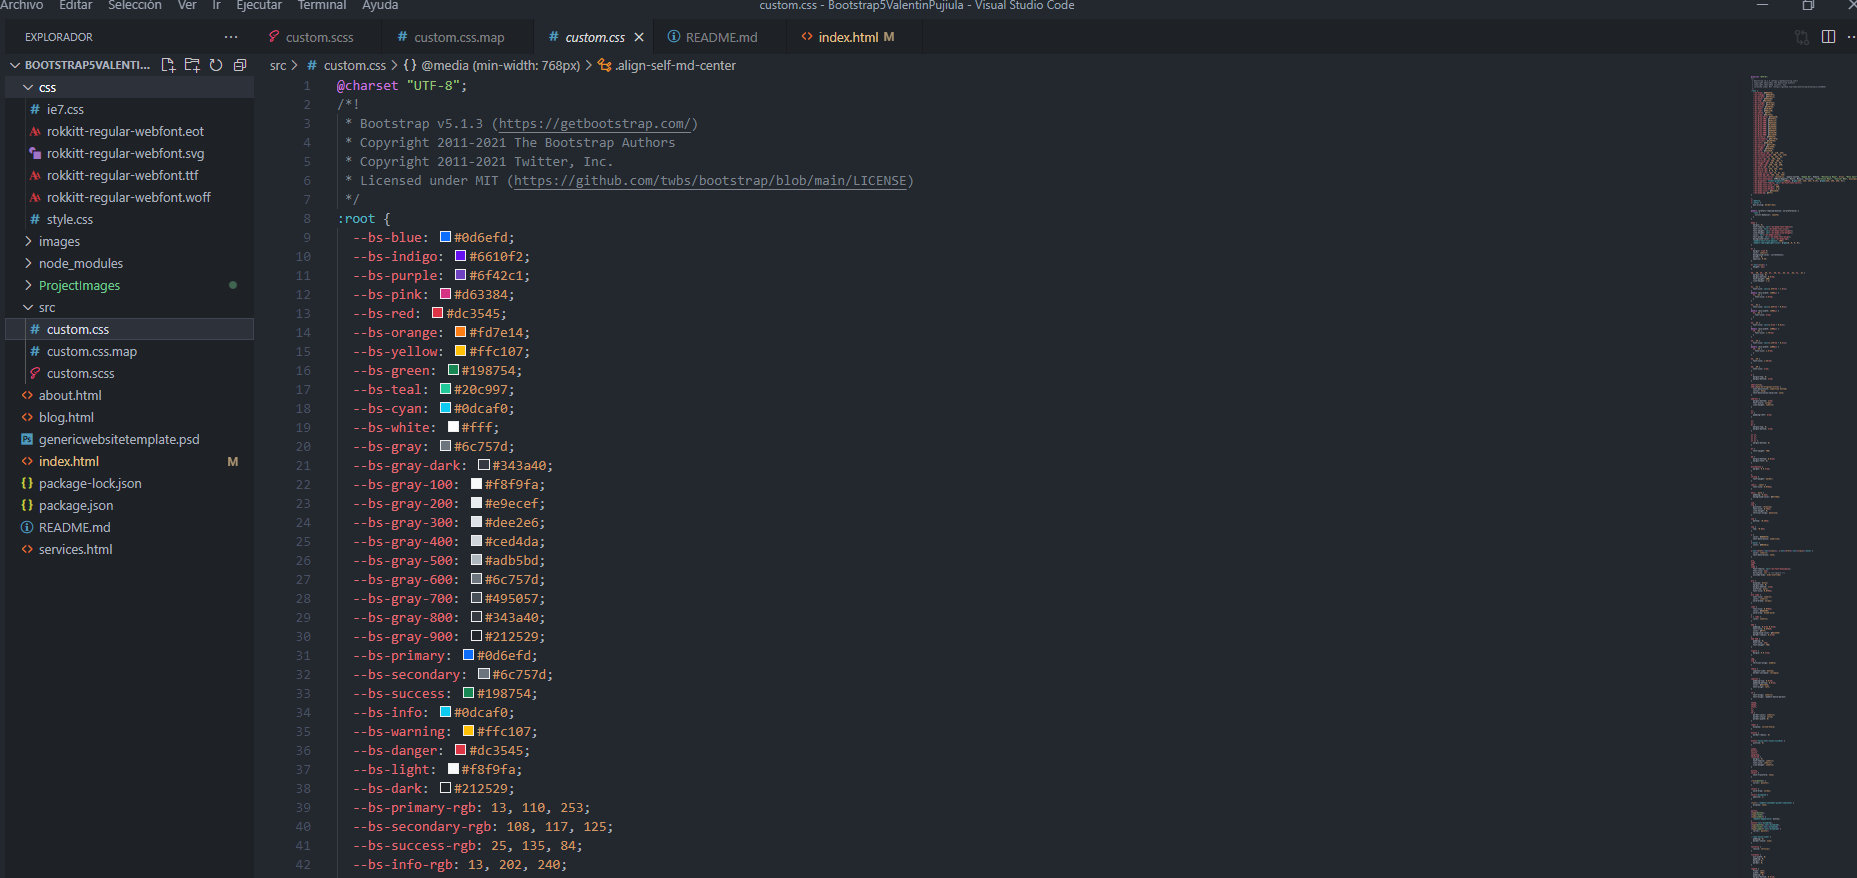 Archivo Editar Selección Ver Ir Ejecutar Terminal Ayuda
custom.css - Bootstrap5ValentinPujiula - Visual Studio Code
EXPLORADOR
custom.scss
custom.css.map
custom.css
README.md
index.html M
BOOTSTRAP5VALENTI...
css
ie7.css
rokkitt-regular-webfont.eot
rokkitt-regular-webfont.svg
rokkitt-regular-webfont.ttf
rokkitt-regular-webfont.woff
style.css
images
node_modules
ProjectImages
src
custom.css
custom.css.map
custom.scss
about.html
blog.html
genericwebsitetemplate.psd
index.html M
package-lock.json
package.json
README.md
services.html
src > # custom.css > {} @media (min-width: 768px) > .align-self-md-center
1 @charset "UTF-8";
2 /*!
3 * Bootstrap v5.1.3 (https://getbootstrap.com/)
4 * Copyright 2011-2021 The Bootstrap Authors
5 * Copyright 2011-2021 Twitter, Inc.
6 * Licensed under MIT (https://github.com/twbs/bootstrap/blob/main/LICENSE)
7 */
8 :root {
9 --bs-blue: #0d6efd;
10 --bs-indigo: #6610f2;
11 --bs-purple: #6f42c1;
12 --bs-pink: #d63384;
13 --bs-red: #dc3545;
14 --bs-orange: #fd7e14;
15 --bs-yellow: #ffc107;
16 --bs-green: #198754;
17 --bs-teal: #20c997;
18 --bs-cyan: #0dcaf0;
19 --bs-white: #fff;
20 --bs-gray: #6c757d;
21 --bs-gray-dark: #343a40;
22 --bs-gray-100: #f8f9fa;
23 --bs-gray-200: #e9ecef;
24 --bs-gray-300: #dee2e6;
25 --bs-gray-400: #ced4da;
26 --bs-gray-500: #adb5bd;
27 --bs-gray-600: #6c757d;
28 --bs-gray-700: #495057;
29 --bs-gray-800: #343a40;
30 --bs-gray-900: #212529;
31 --bs-primary: #0d6efd;
32 --bs-secondary: #6c757d;
33 --bs-success: #198754;
34 --bs-info: #0dcaf0;
35 --bs-warning: #ffc107;
36 --bs-danger: #dc3545;
37 --bs-light: #f8f9fa;
38 --bs-dark: #212529;
39 --bs-primary-rgb: 13, 110, 253;
40 --bs-secondary-rgb: 108, 117, 125;
41 --bs-success-rgb: 25, 135, 84;
42 --bs-info-rgb: 13, 202, 240;